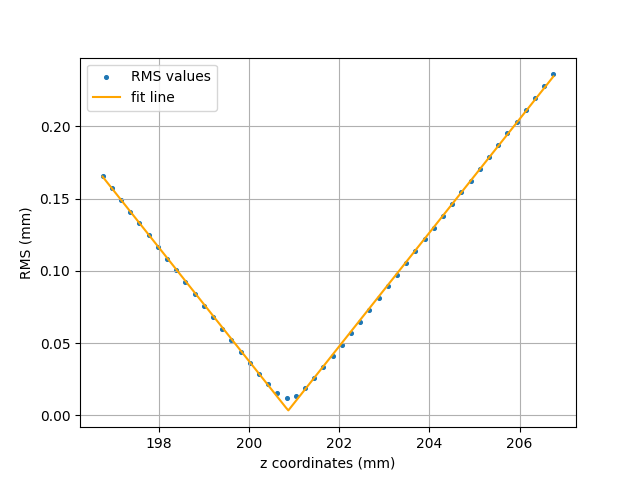 RMS values
fit line
0.20
0.15
0.10
0.05
0.00
RMS (mm)
198 200 202 204 206
z coordinates (mm)